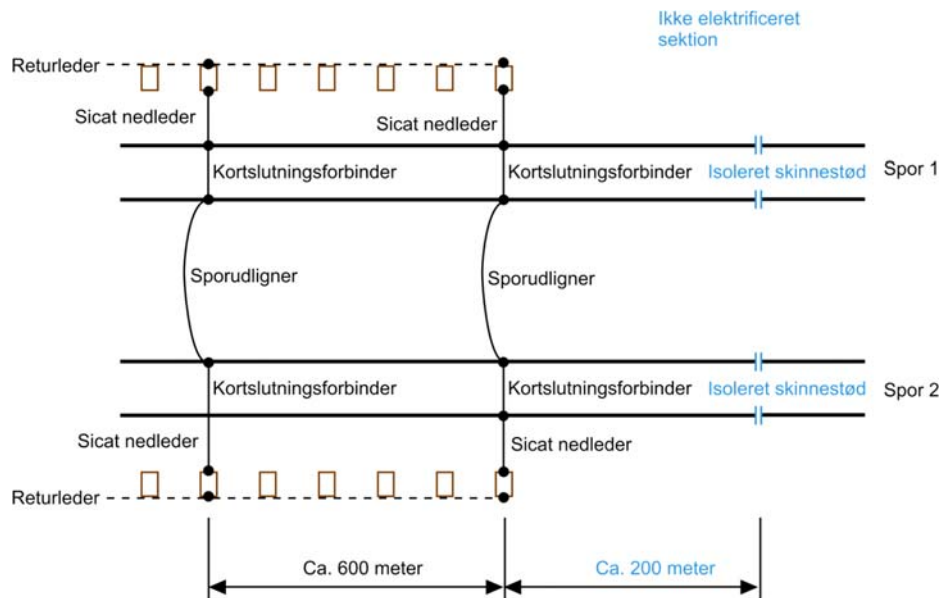 Ikke elektrificeret
sektion
Returleder
Sicat nedleder
Sicat nedleder
Kortslutningsforbinder
Kortslutningsforbinder
Isoleret skinnestød
Spor 1
Sporudligner
Sporudligner
Kortslutningsforbinder
Kortslutningsforbinder
Isoleret skinnestød
Spor 2
Sicat nedleder
Sicat nedleder
Returleder
Ca. 600 meter
Ca. 200 meter